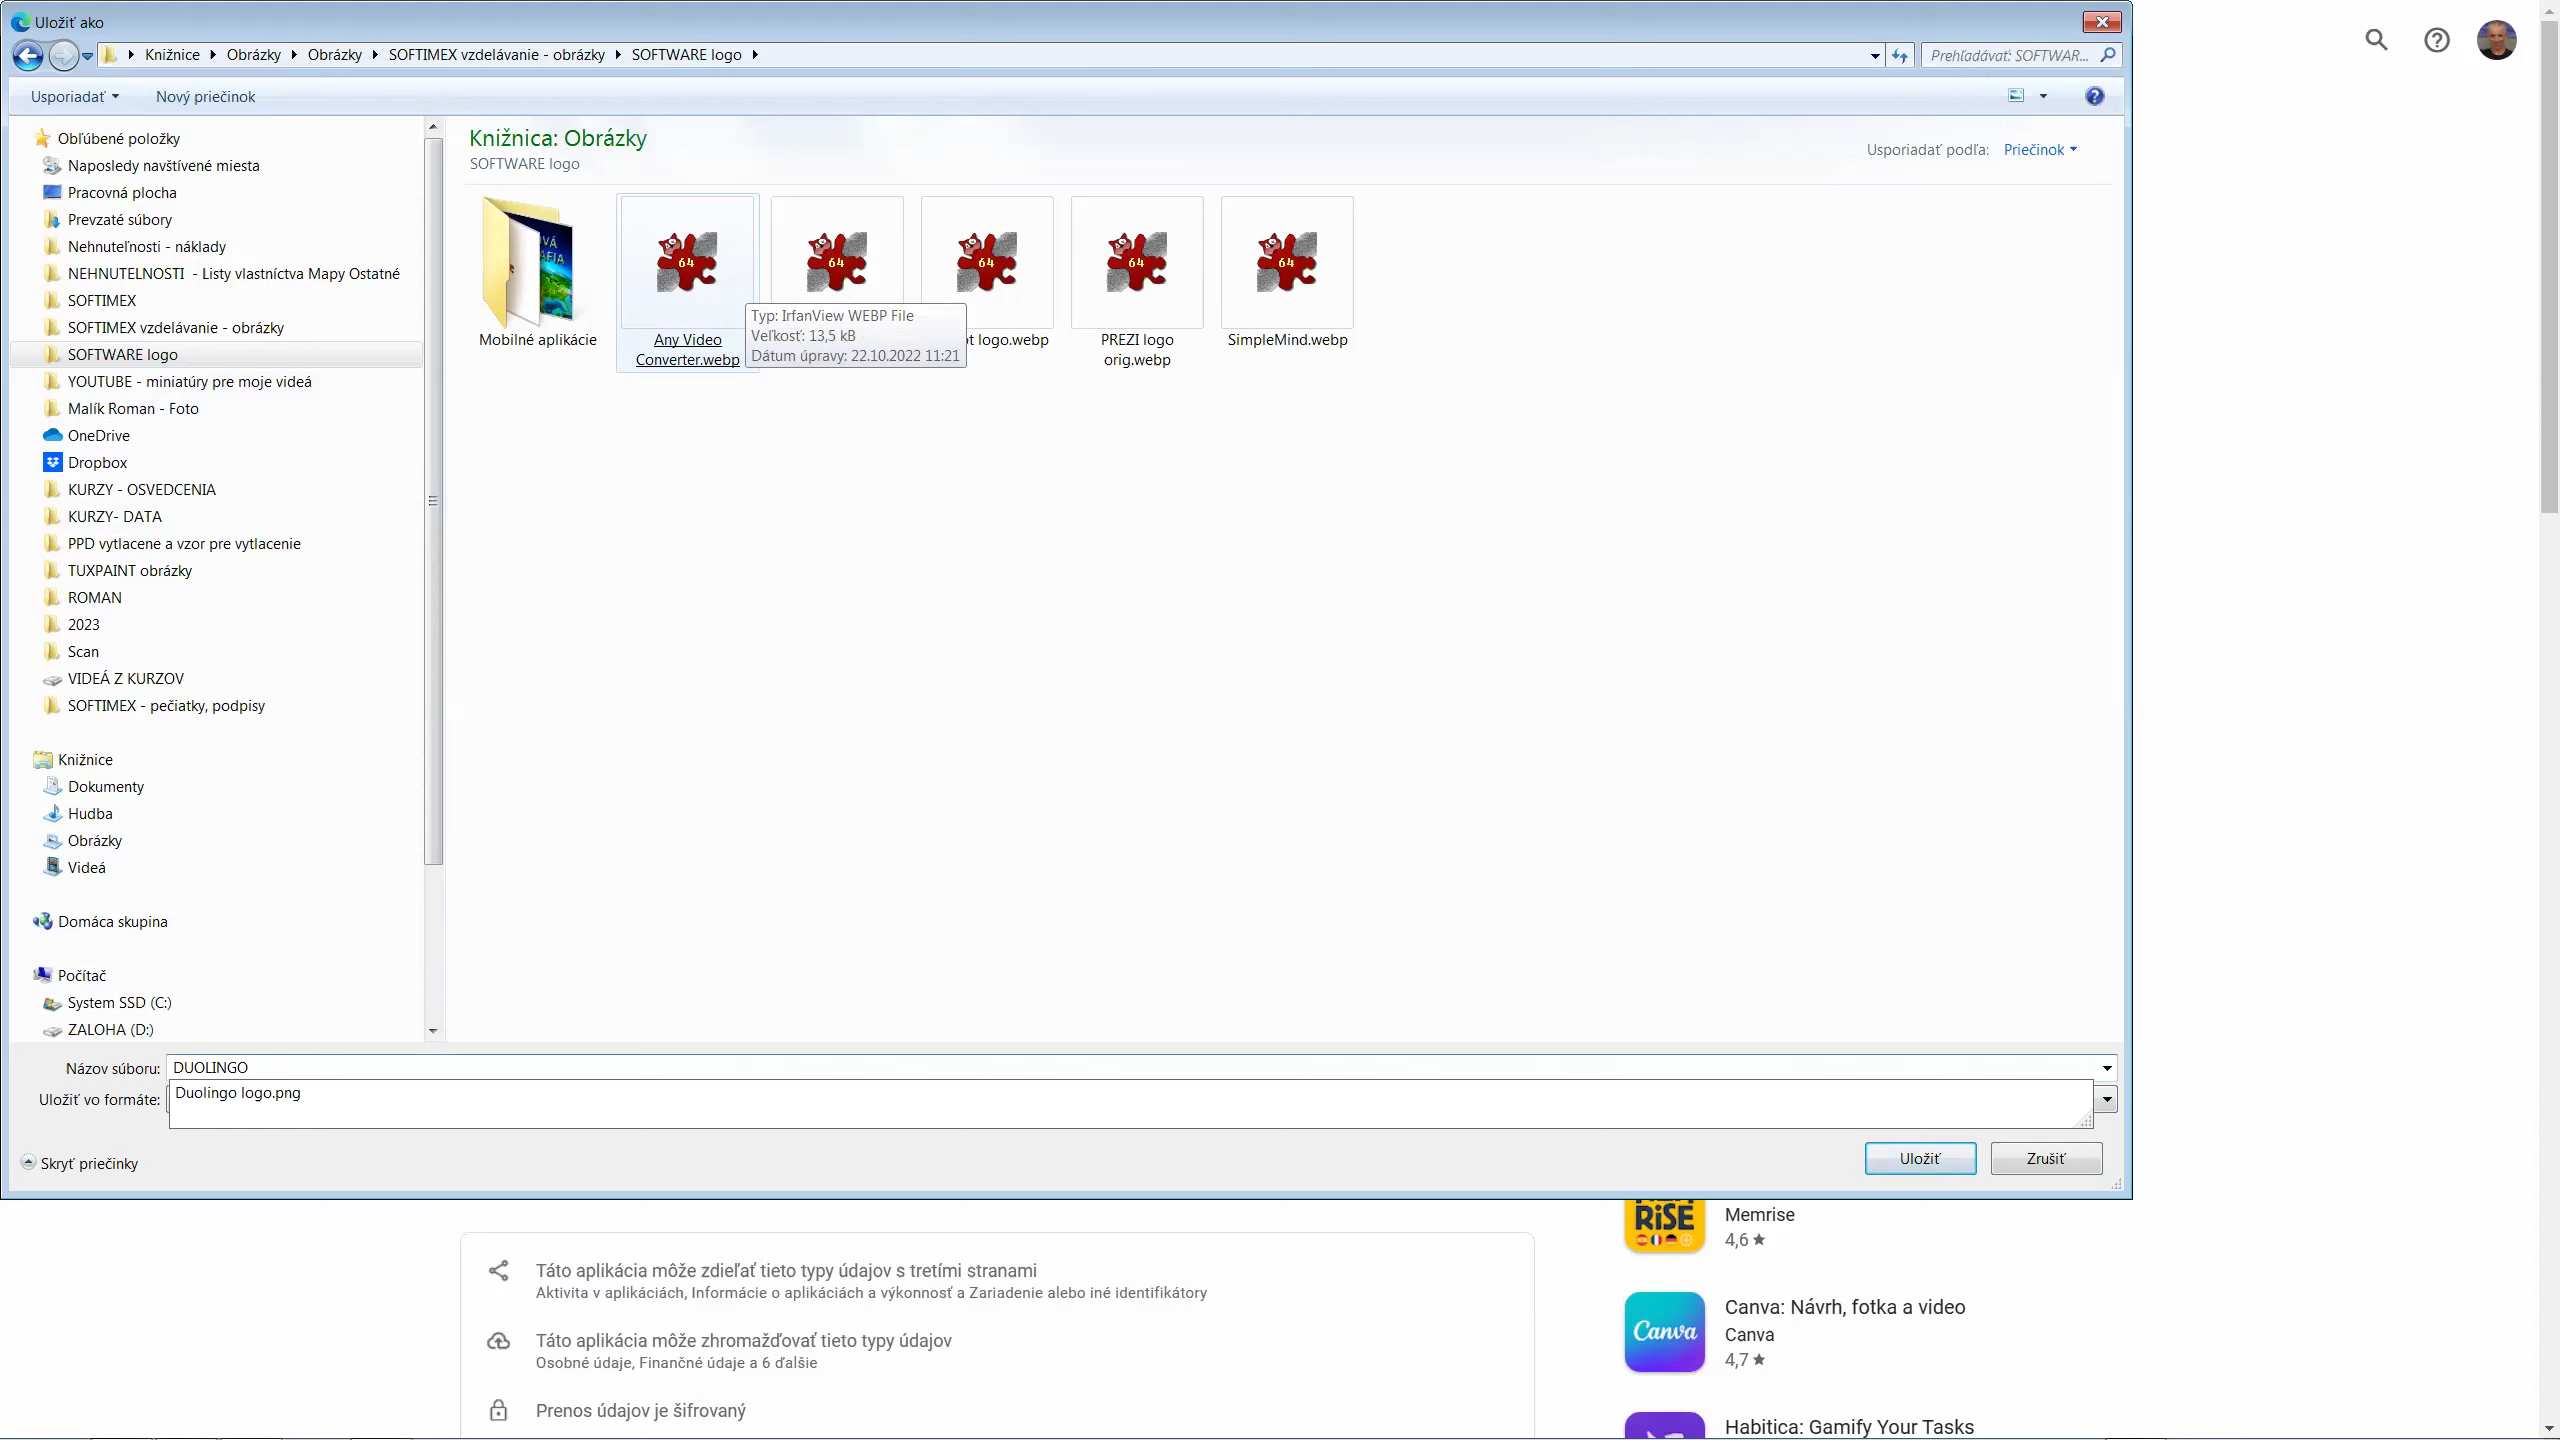 Uložiť ako
Knižnice
Obrázky
Obrázky
SOFTIMEX vzdelávanie - obrázky
SOFTWARE logo
Prehľadávať: SOFTWAR...
Usporiadať
Nový priečinok
Obľúbené položky
Naposledy navštívené miesta
Pracovná plocha
Prevzaté súbory
Nehnuteľnosti - náklady
NEHNUTELNOSTI - Listy vlastníctva Mapy Ostatné
SOFTIMEX
SOFTIMEX vzdelávanie - obrázky
SOFTWARE logo
YOUTUBE - miniatúry pre moje videá
Malík Roman - Foto
OneDrive
Dropbox
KURZY - OSVEDCENIA
KURZY- DATA
PPD vytlacene a vzor pre vytlacenie
TUXPAINT obrázky
ROMAN
2023
Scan
VIDEÁ Z KURZOV
SOFTIMEX - pečiatky, podpisy
Knižnice
Dokumenty
Hudba
Obrázky
Videá
Domáca skupina
Počítač
System SSD (C:)
ZALOHA (D:)
Knižnica: Obrázky
SOFTWARE logo
Usporiadať podľa:
Priečinok
64
64
64
64
64
Mobilné aplikácie
Any Video
Converter.webp
Typ: IrfanView WEBP File
Veľkosť: 13,5 kB
Dátum úpravy: 22.10.2022 11:21
logo.webp
PREZI logo
orig.webp
SimpleMind.webp
Názov súboru:
DUOLINGO
Duolingo logo.png
Uložiť vo formáte:
Skryť priečinky
Uložiť
Zrušiť
Táto aplikácia môže zdieľať tieto typy údajov s tretími stranami
Aktivita v aplikáciách, Informácie o aplikáciách a výkonnosť a Zariadenie alebo iné identifikátory
Táto aplikácia môže zhromažďovať tieto typy údajov
Osobné údaje, Finančné údaje a 6 ďalšie
Prenos údajov je šifrovaný
RiSE
Memrise
4,6
Canva
Canva: Návrh, fotka a video
Canva
4,7
Habitica: Gamify Your Tasks